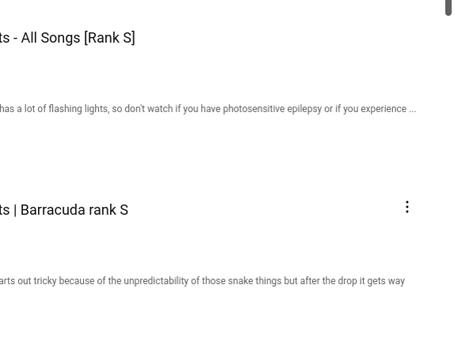 ts - All Songs [Rank S]
has a lot of flashing lights, so don't watch if you have photosensitive epilepsy or if you experience ...
ts | Barracuda rank S
arts out tricky because of the unpredictability of those snake things but after the drop it gets way